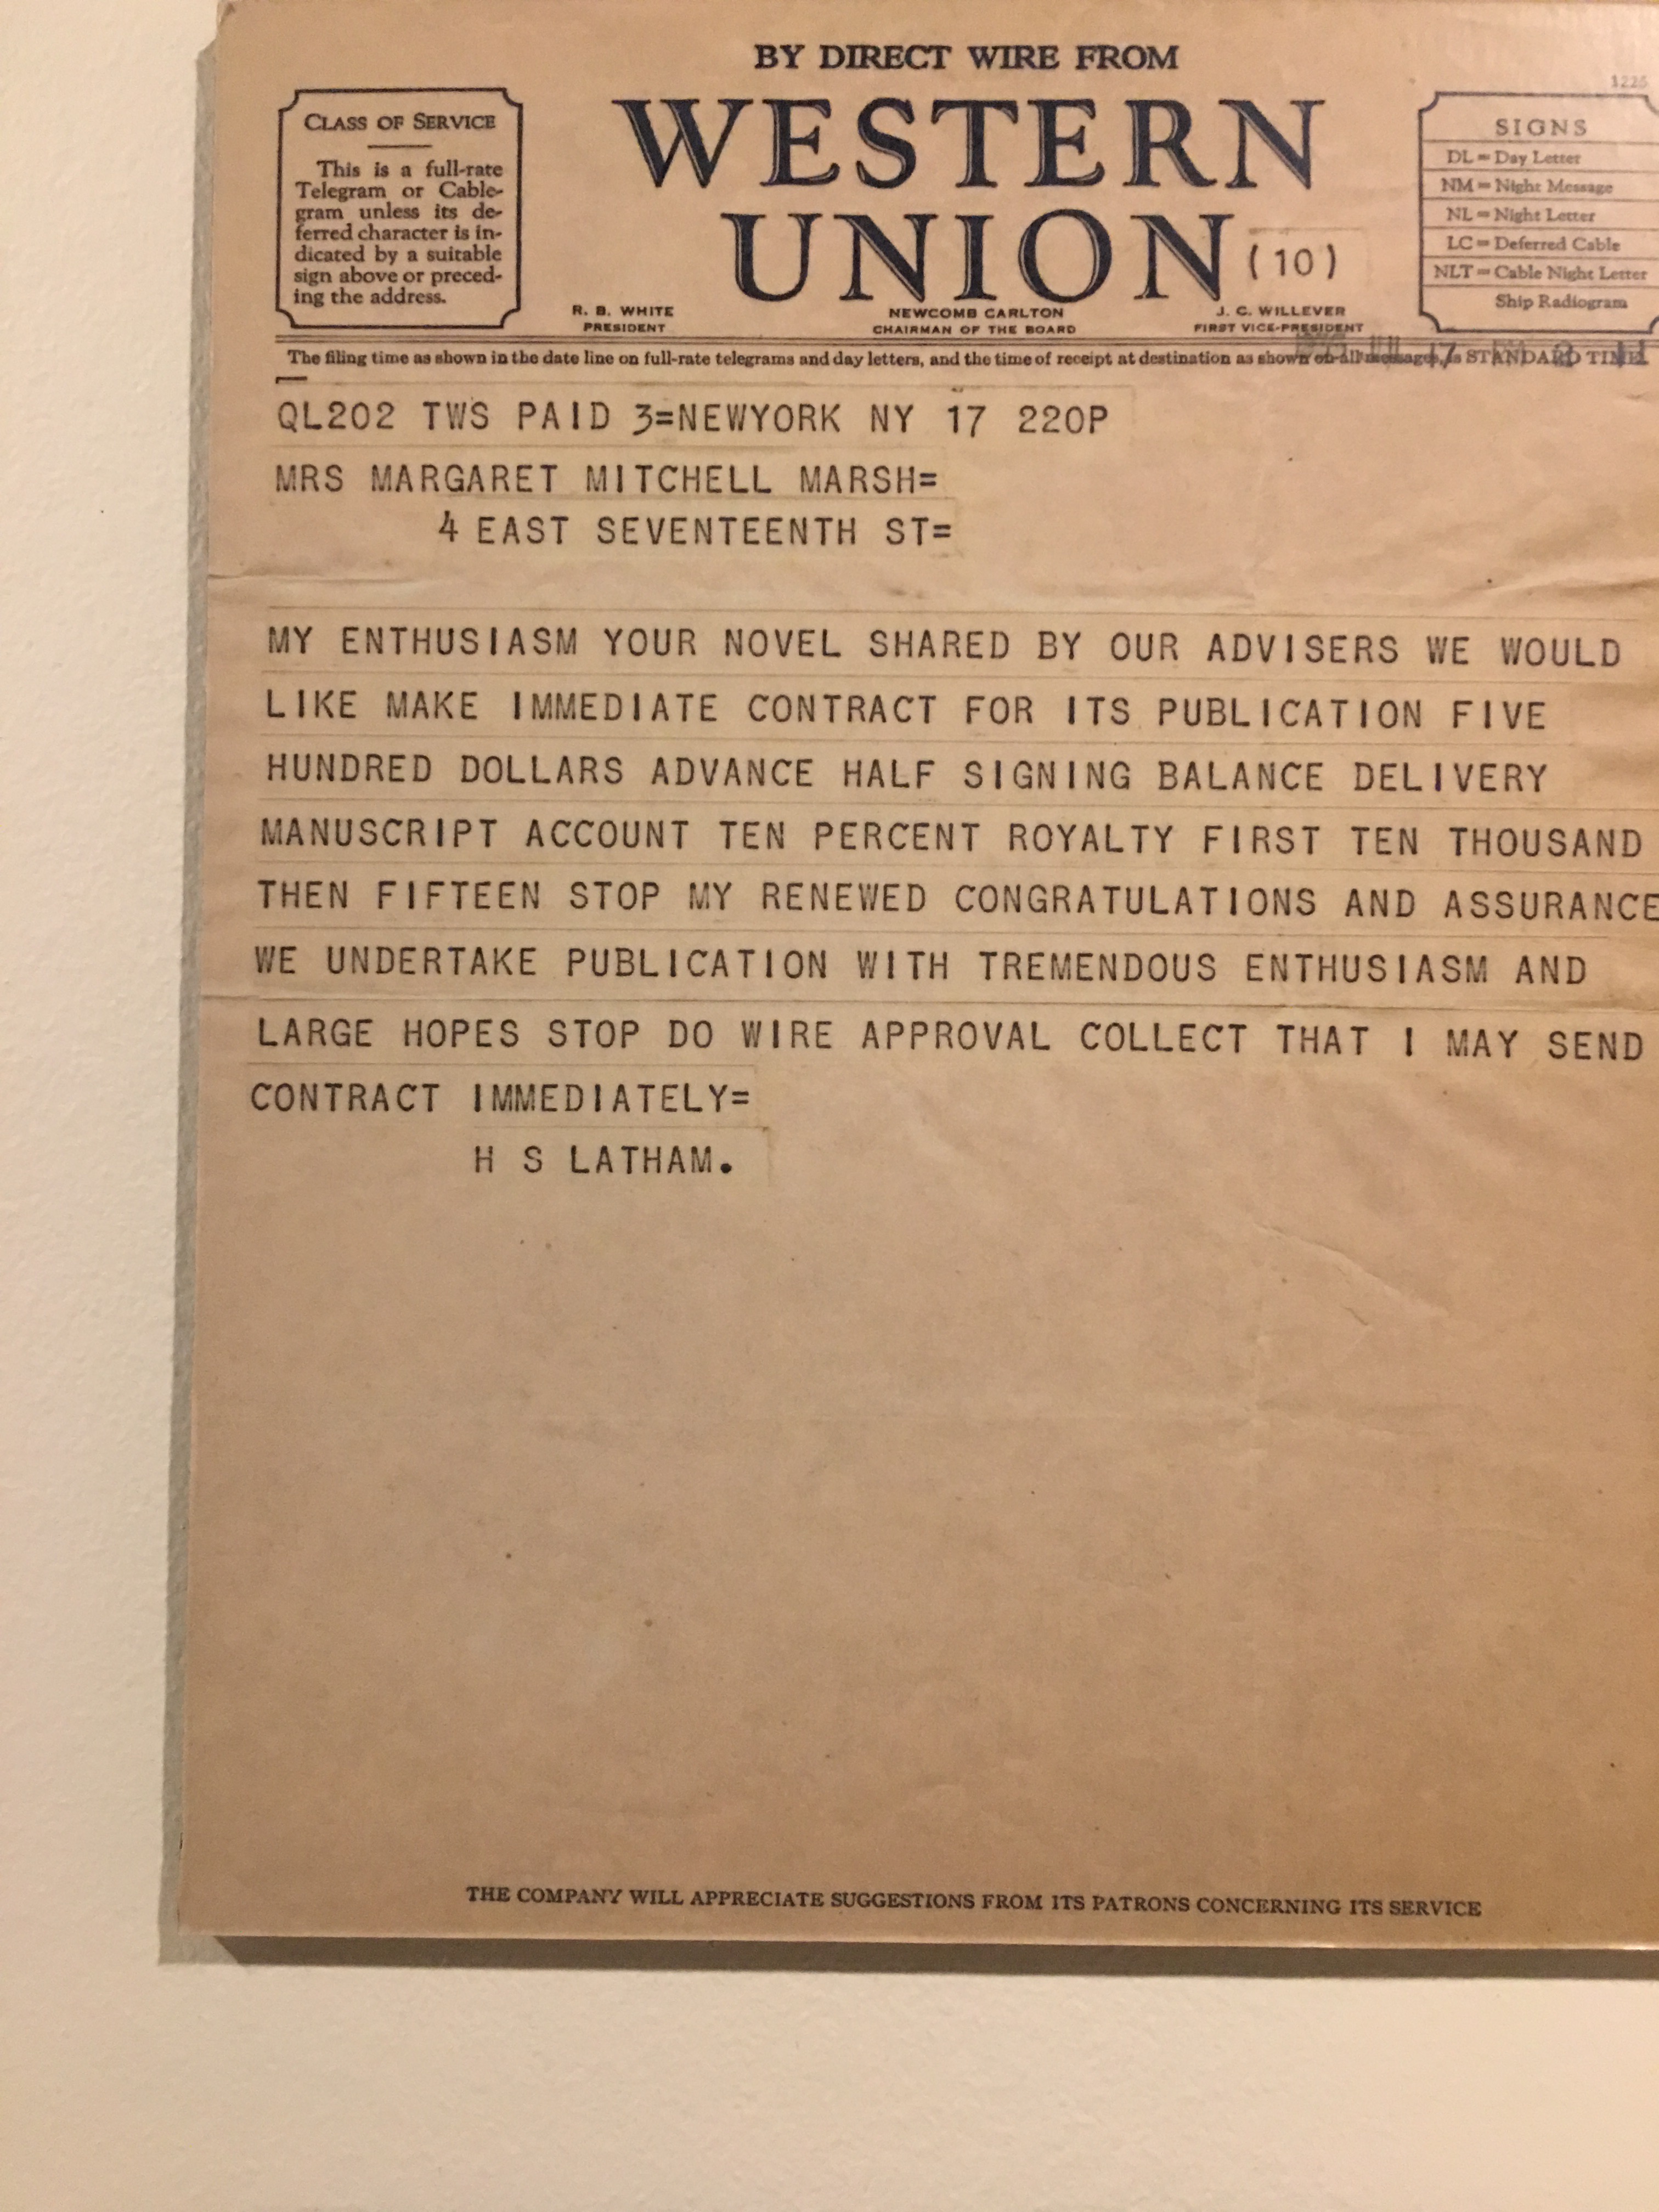 BY DIRECT WIRE FROM
WESTERN
UNION (10)
1226
CLASS OF SERVICE
This is a full-rate
Telegram or Cable-
gram unless its de-
ferred character is in-
dicated by a suitable
sign above or preced-
ing the address.
R. B. WHITE
PRESIDENT
NEWCOMB CARLTON
CHAIRMAN OF THE BOARD
J. C. WILLEVER
FIRST VICE-PRESIDENT
SIGNS
DL = Day Letter
NM = Night Message
NL = Night Letter
LC = Deferred Cable
NLT = Cable Night Letter
Ship Radiogram
The filing time as shown in the date line on full-rate telegrams and day letters, and the time of receipt at destination as shown on all messages, is STANDARD TIME
QL202 TWS PAID 3=NEWYORK NY 17 220P
MRS MARGARET MITCHELL MARSH=
4 EAST SEVENTEENTH ST=
MY ENTHUSIASM YOUR NOVEL SHARED BY OUR ADVISERS WE WOULD
LIKE MAKE IMMEDIATE CONTRACT FOR ITS PUBLICATION FIVE
HUNDRED DOLLARS ADVANCE HALF SIGNING BALANCE DELIVERY
MANUSCRIPT ACCOUNT TEN PERCENT ROYALTY FIRST TEN THOUSAND
THEN FIFTEEN STOP MY RENEWED CONGRATULATIONS AND ASSURANCE
WE UNDERTAKE PUBLICATION WITH TREMENDOUS ENTHUSIASM AND
LARGE HOPES STOP DO WIRE APPROVAL COLLECT THAT I MAY SEND
CONTRACT IMMEDIATELY=
H S LATHAM.
THE COMPANY WILL APPRECIATE SUGGESTIONS FROM ITS PATRONS CONCERNING ITS SERVICE